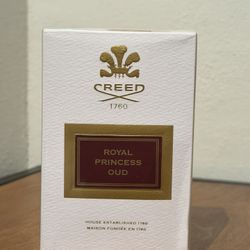 CREED
1760
ROYAL
PRINCESS
OUD
HOUSE ESTABLISHED 1760
MAISON FONDÉE EN 1760